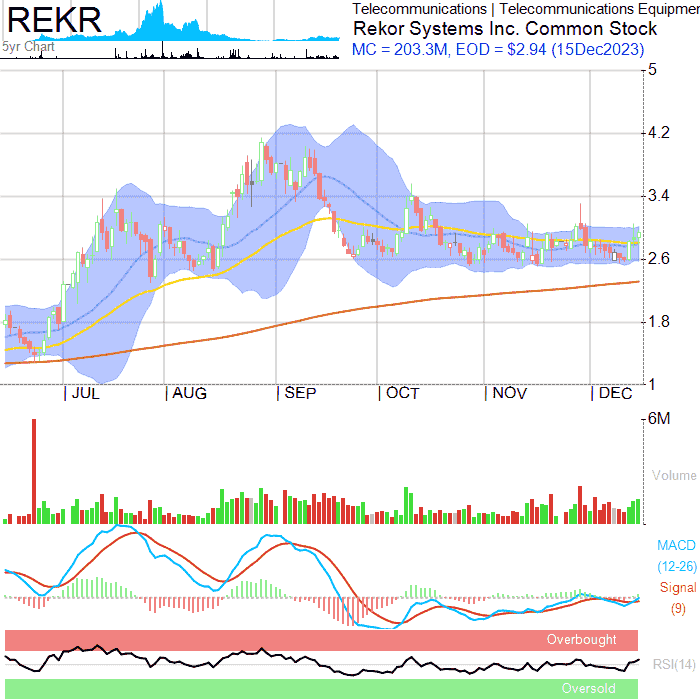 REKR
Telecommunications | Telecommunications Equipmen
Rekor Systems Inc. Common Stock
5yr Chart
MC = 203.3M, EOD = $2.94 (15Dec2023)
5
4.2
3.4
2.6
1.8
1
JUL AUG SEP OCT NOV DEC
6M
Volume
MACD
(12-26)
Signal
(9)
Overbought
RSI(14)
Oversold